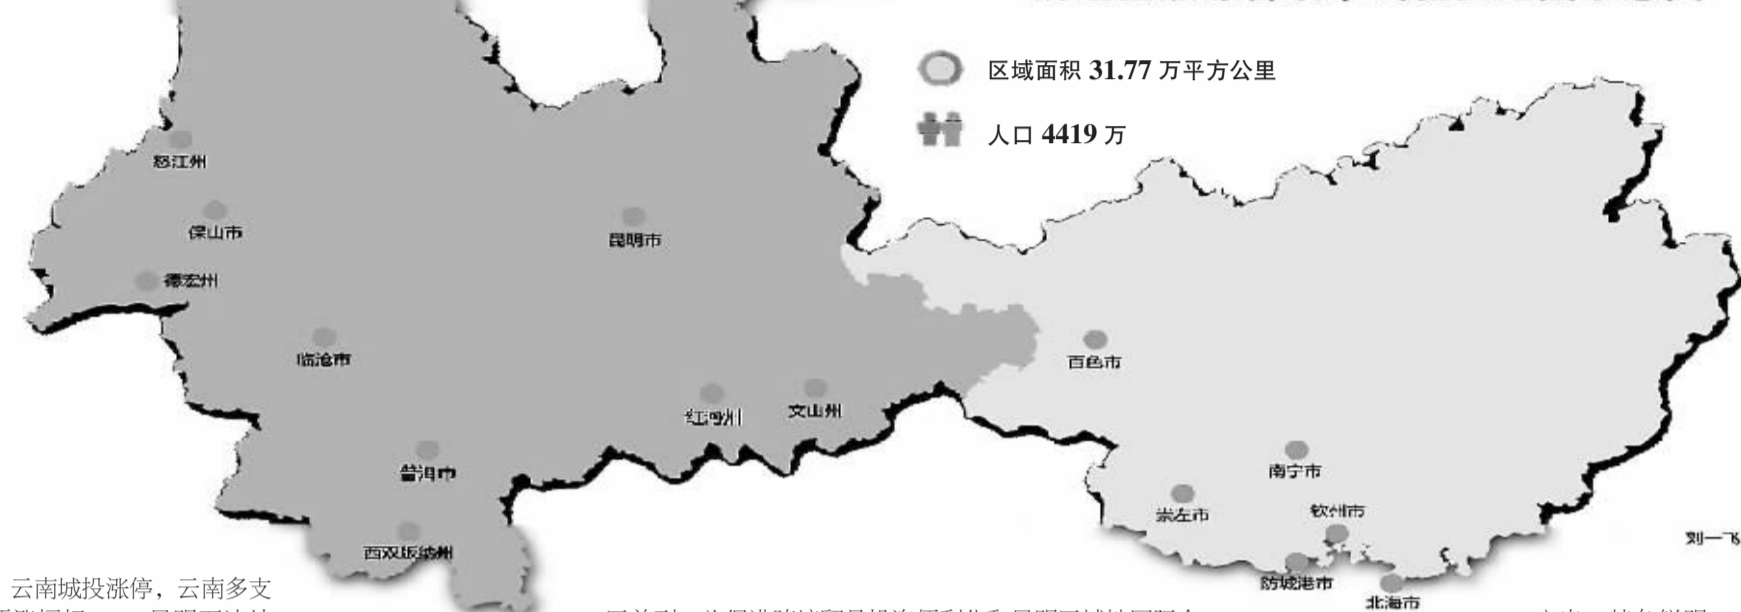 区域面积 31.77 万平方公里
人口 4419 万
怒江州
保山市
昆明市
德宏州
临沧市
百色市
红河州
文山州
普洱市
南宁市
崇左市
钦州市
西双版纳州
刘一飞
防城港市
北海市
云南城投涨停，云南多支